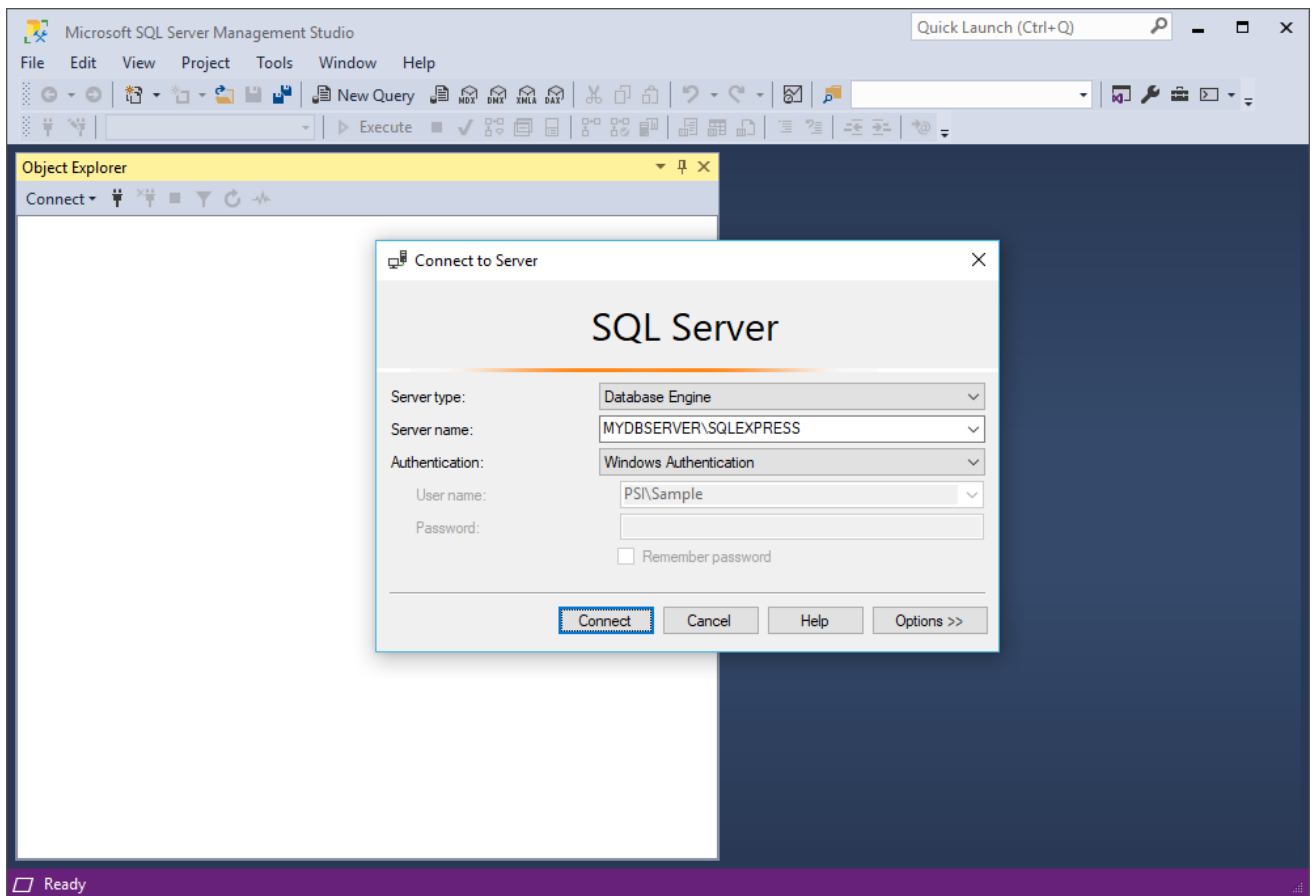 Microsoft SQL Server Management Studio
Quick Launch (Ctrl+Q)
File Edit View Project Tools Window Help
New Query MDX DMX XMLA DAX
Execute
Object Explorer
Connect
Connect to Server
SQL Server
Server type: Database Engine
Server name: MYDBSERVER\SQLEXPRESS
Authentication: Windows Authentication
User name: PSI\Sample
Password:
Remember password
Connect Cancel Help Options >>
Ready